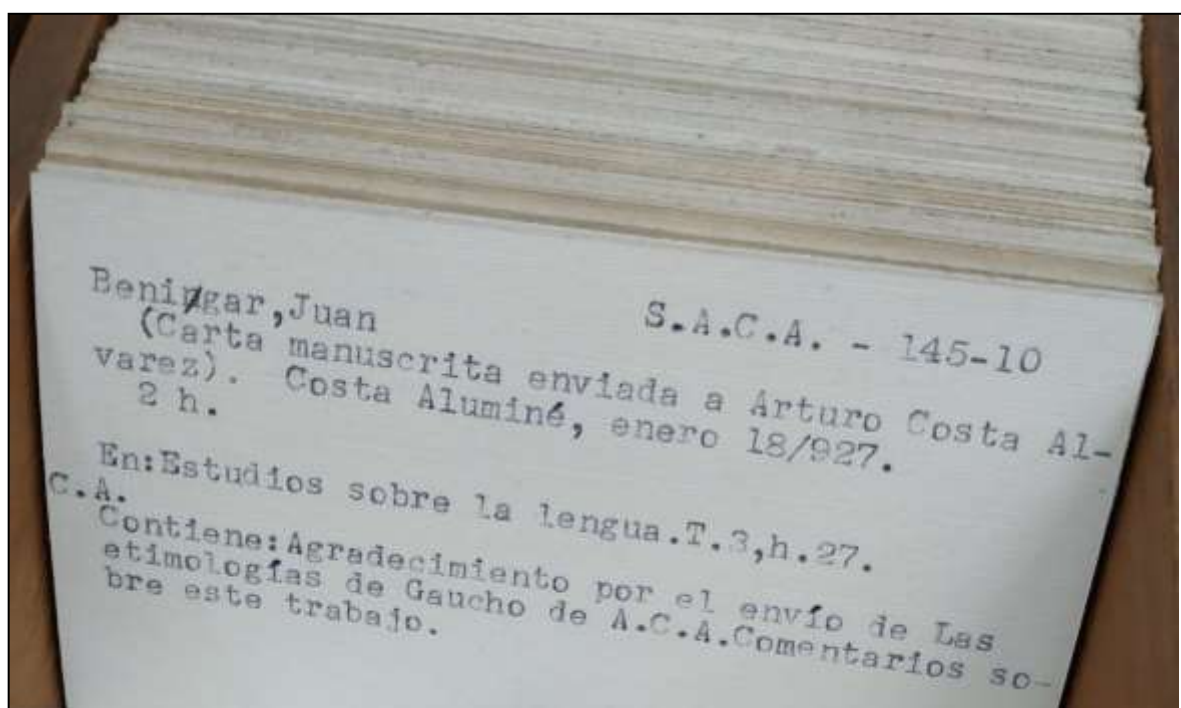 Benigar, Juan S.A.C.A. - 145-10
(Carta manuscrita enviada a Arturo Costa Al-
varez). Costa Aluminé, enero 18/927.
2 h.
En:Estudios sobre la lengua.T.3,h.27.
C.A.
Contiene:Agradecimiento por el envío de Las
etimologías de Gaucho de A.C.A.Comentarios so-
bre este trabajo.